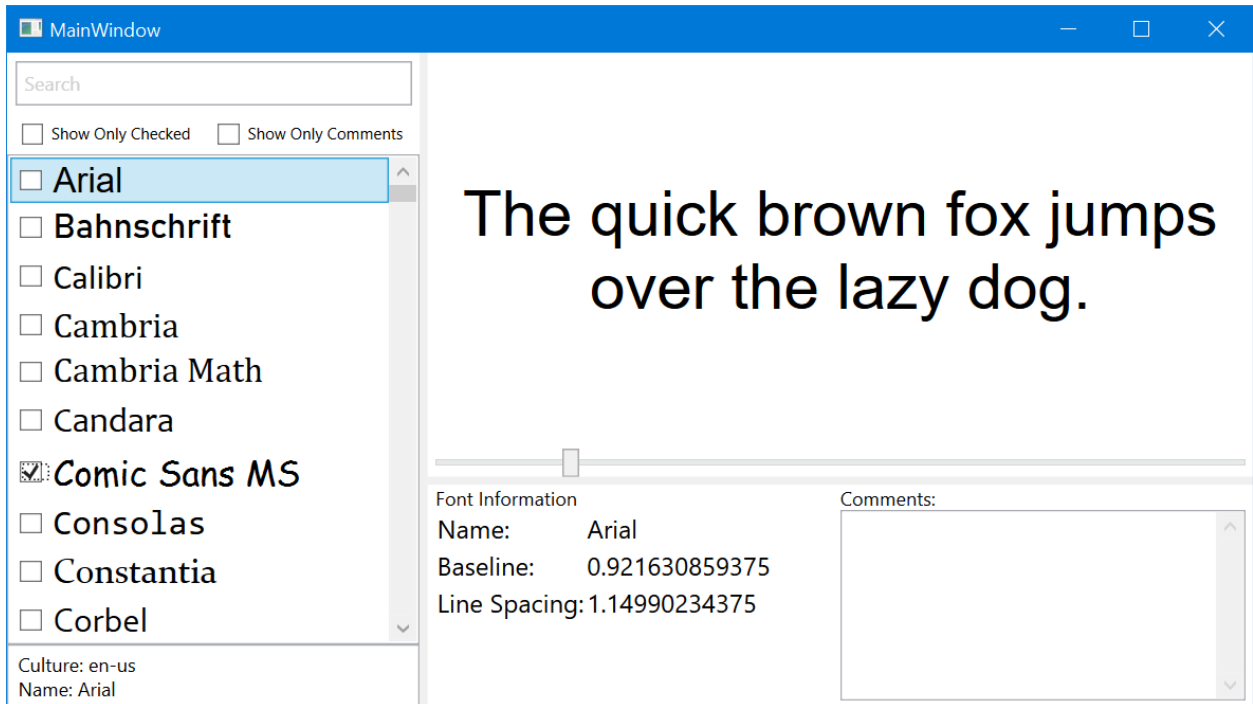 MainWindow
Search
Show Only Checked Show Only Comments
Arial
Bahnschrift
Calibri
Cambria
Cambria Math
Candara
Comic Sans MS
Consolas
Constantia
Corbel
Culture: en-us
Name: Arial
The quick brown fox jumps
over the lazy dog.
Font Information
Name: Arial
Baseline: 0.921630859375
Line Spacing: 1.14990234375
Comments: